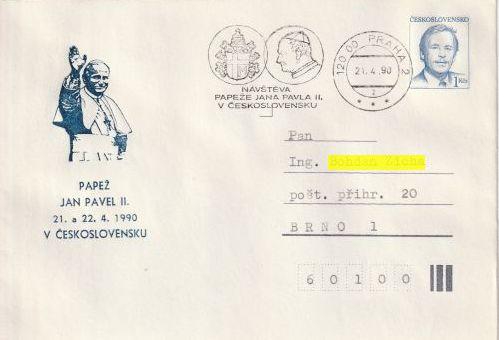 ČESKOSLOVENSKO
1 Kčs
120 00 PRAHA 2
21.4.90
NÁVŠTĚVA
PAPEŽE JANA PAVLA II.
V ČESKOSLOVENSKU
PAPEŽ
JAN PAVEL II.
21. a 22. 4. 1990
V ČESKOSLOVENSKU
Pan
Ing. Bohdan Zicha
pošt. přihr. 20
BRNO 1
60100